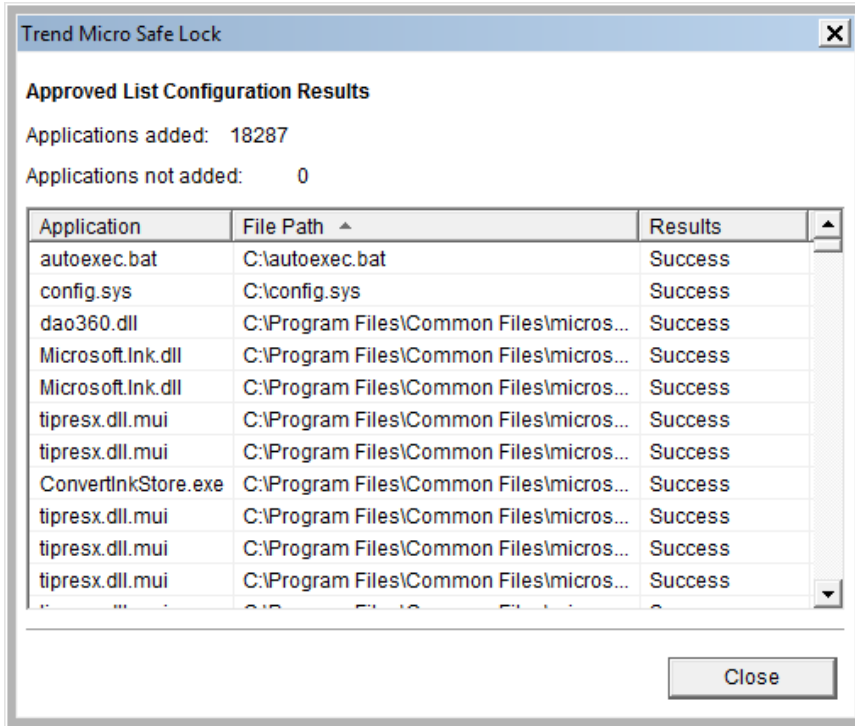 Trend Micro Safe Lock
Approved List Configuration Results
Applications added: 18287
Applications not added: 0
Application File Path Results
autoexec.bat C:\autoexec.bat Success
config.sys C:\config.sys Success
dao360.dll C:\Program Files\Common Files\micros... Success
Microsoft.Ink.dll C:\Program Files\Common Files\micros... Success
Microsoft.Ink.dll C:\Program Files\Common Files\micros... Success
tipresx.dll.mui C:\Program Files\Common Files\micros... Success
tipresx.dll.mui C:\Program Files\Common Files\micros... Success
ConvertInkStore.exe C:\Program Files\Common Files\micros... Success
tipresx.dll.mui C:\Program Files\Common Files\micros... Success
tipresx.dll.mui C:\Program Files\Common Files\micros... Success
tipresx.dll.mui C:\Program Files\Common Files\micros... Success
Close